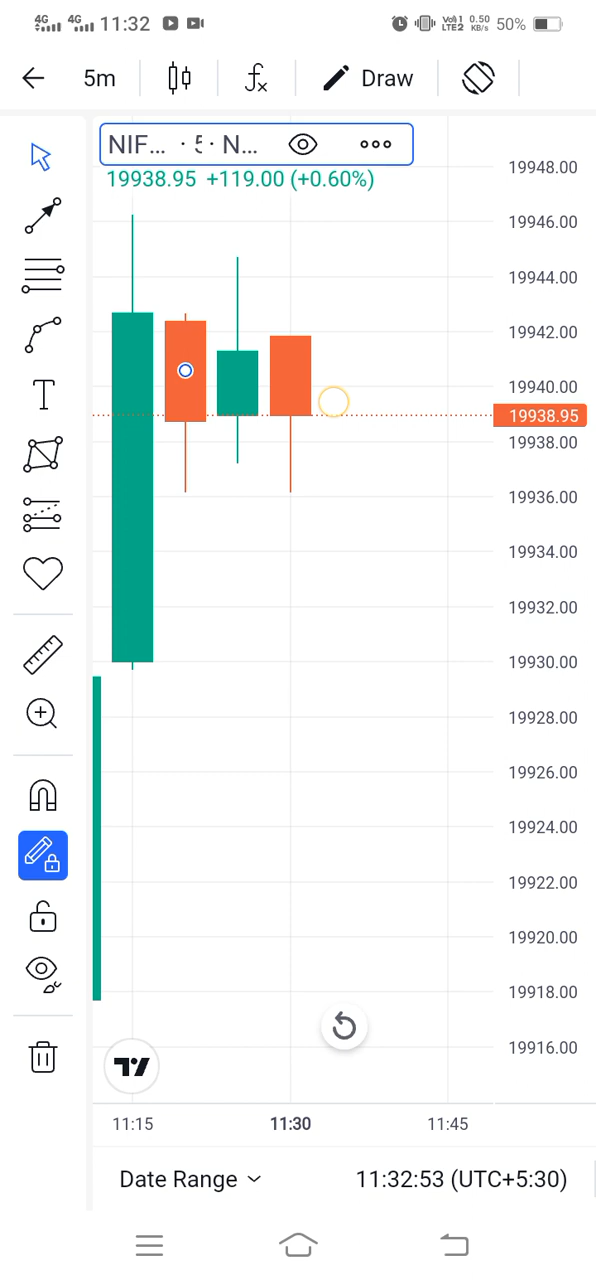 4G 4G 11:32 Vo) 1 LTE2 0.50 KB/s 50%
5m fx Draw
NIF... · 5 · N...
19938.95 +119.00 (+0.60%)
19948.00
19946.00
19944.00
19942.00
19940.00
19938.95
19938.00
19936.00
19934.00
19932.00
19930.00
19928.00
19926.00
19924.00
19922.00
19920.00
19918.00
19916.00
T
11:15 11:30 11:45
Date Range 11:32:53 (UTC+5:30)